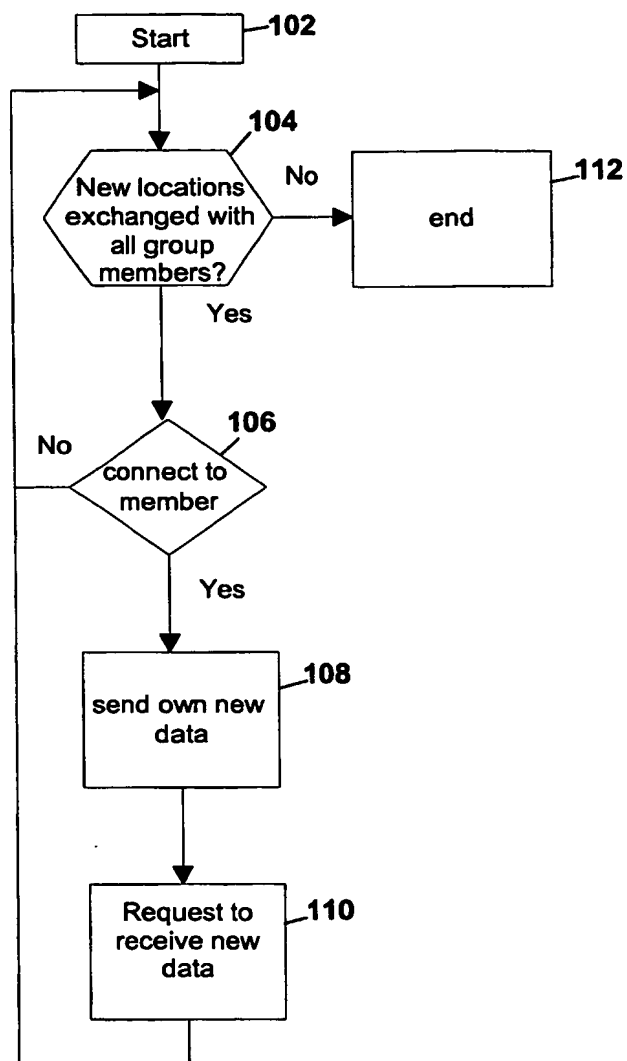 Start
102
104
New locations
exchanged with
all group
members?
No
end
112
Yes
106
No
connect to
member
Yes
108
send own new
data
110
Request to
receive new
data